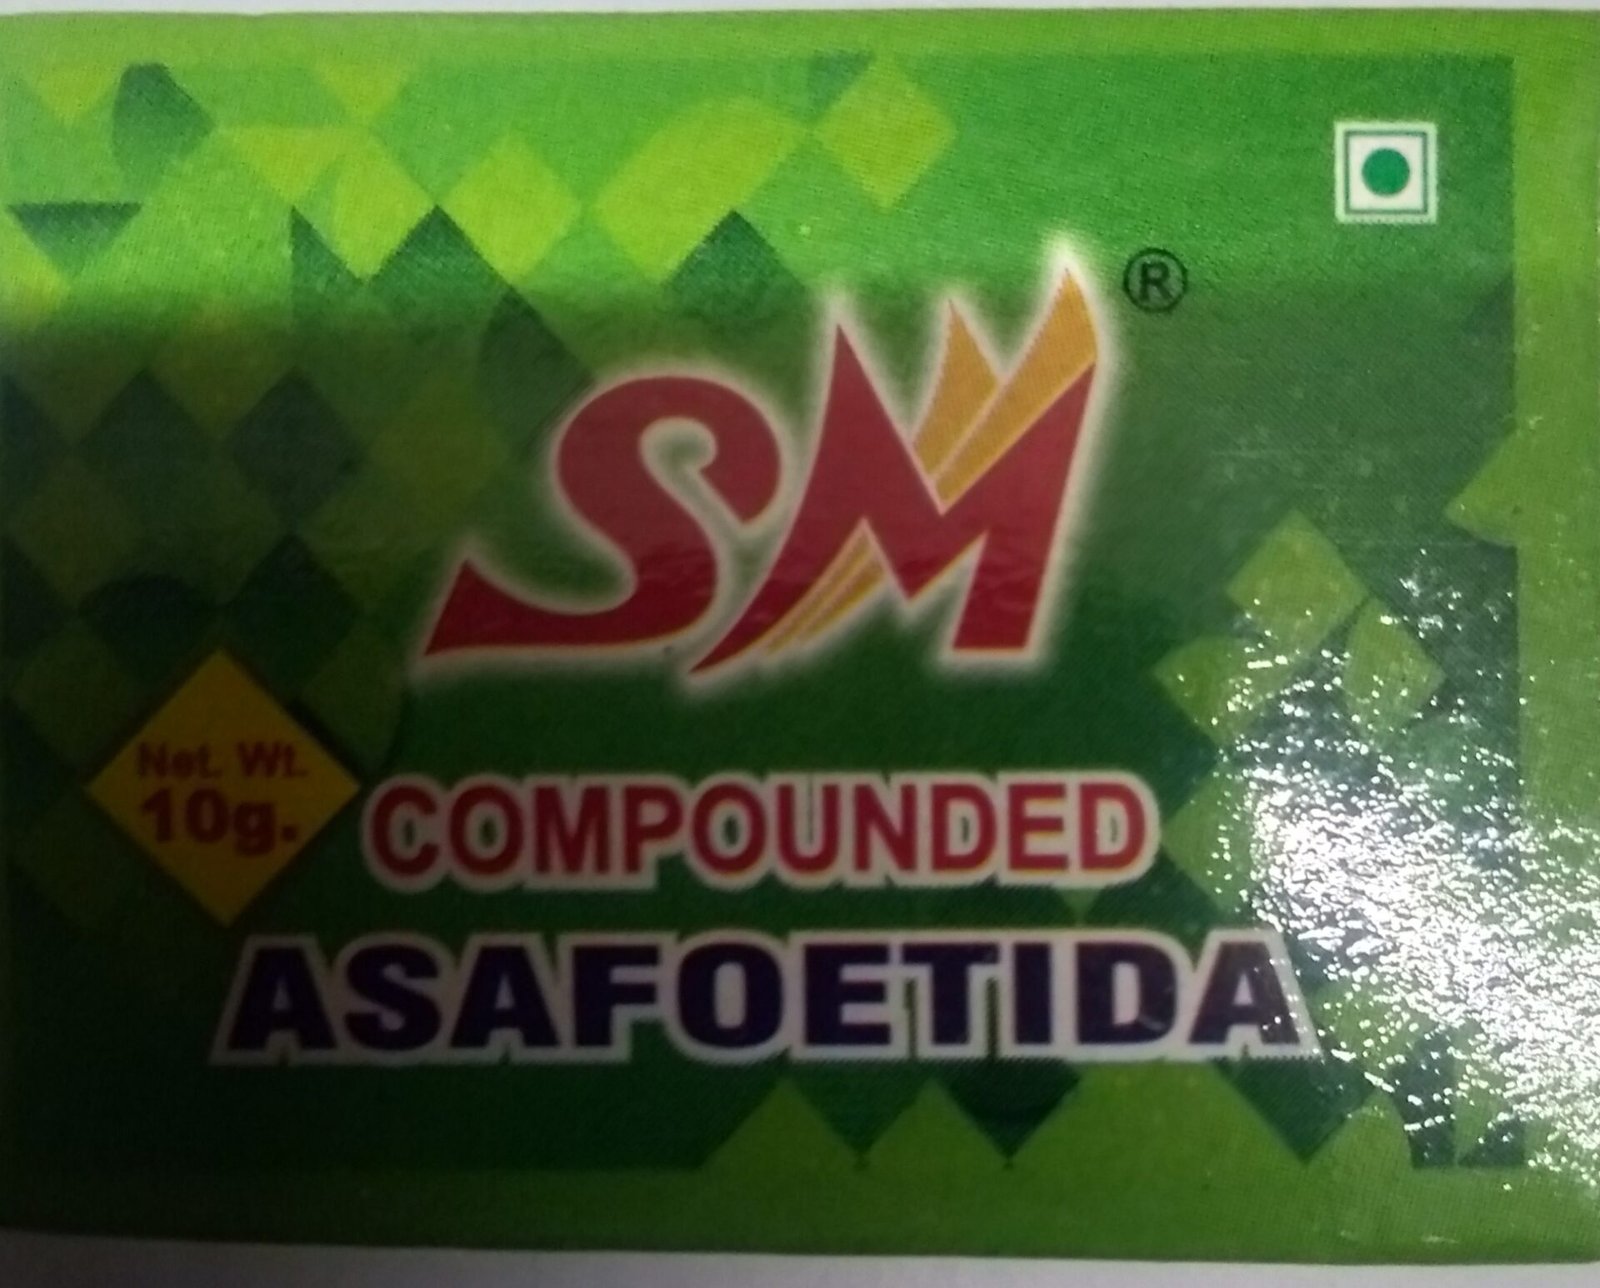 SM ®
Net. Wt.
10g.
COMPOUNDED
ASAFOETIDA